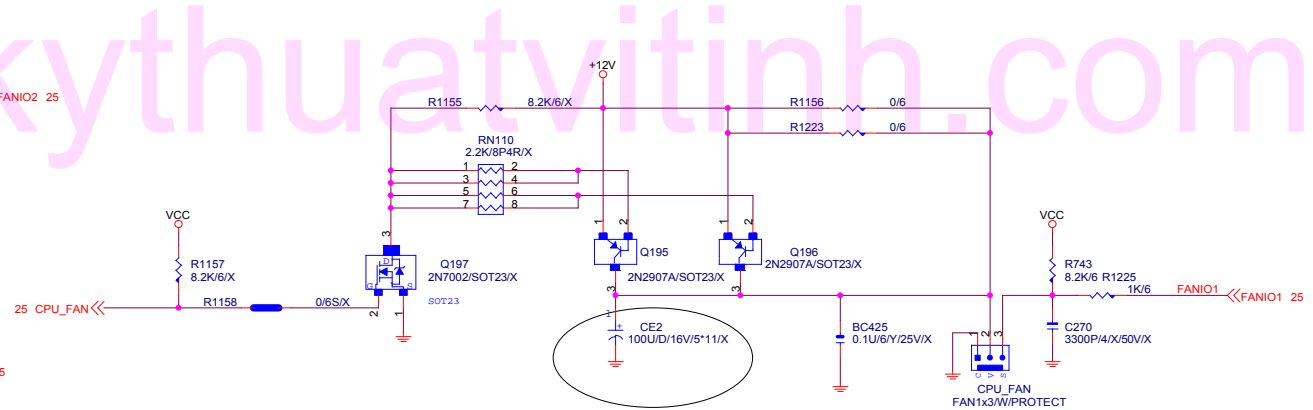 kythuatvitinh.com
FANIO2 25
+12V
R1155 8.2K/6/X
R1156 0/6
R1223 0/6
RN110
2.2K/8P4R/X
1 2
3 4
5 6
7 8
VCC
R1157
8.2K/6/X
25 CPU_FAN
R1158 0/6S/X
3
D
G S
2 1
Q197
2N7002/SOT23/X
SOT23
1 2
Q195
2N2907A/SOT23/X
3
1 2
Q196
2N2907A/SOT23/X
3
1
+
CE2
100U/D/16V/5*11/X
BC425
0.1U/6/Y/25V/X
VCC
R743
8.2K/6
R1225
1K/6
FANIO1
FANIO1 25
C270
3300P/4/X/50V/X
1 2 3
C V S
CPU_FAN
FAN1x3/W/PROTECT
5